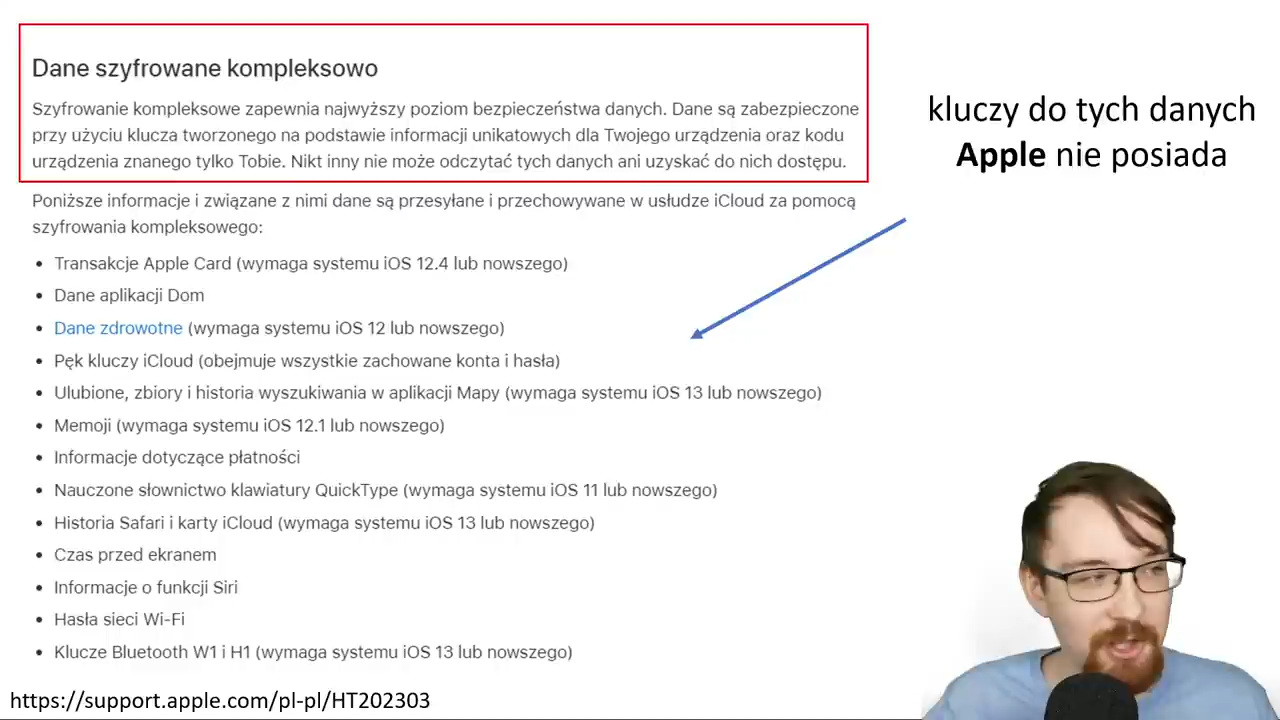 Dane szyfrowane kompleksowo
Szyfrowanie kompleksowe zapewnia najwyższy poziom bezpieczeństwa danych. Dane są zabezpieczone
przy użyciu klucza tworzonego na podstawie informacji unikatowych dla Twojego urządzenia oraz kodu
urządzenia znanego tylko Tobie. Nikt inny nie może odczytać tych danych ani uzyskać do nich dostępu.
Poniższe informacje i związane z nimi dane są przesyłane i przechowywane w usłudze iCloud za pomocą
szyfrowania kompleksowego:
• Transakcje Apple Card (wymaga systemu iOS 12.4 lub nowszego)
• Dane aplikacji Dom
• Dane zdrowotne (wymaga systemu iOS 12 lub nowszego)
• Pęk kluczy iCloud (obejmuje wszystkie zachowane konta i hasła)
• Ulubione, zbiory i historia wyszukiwania w aplikacji Mapy (wymaga systemu iOS 13 lub nowszego)
• Memoji (wymaga systemu iOS 12.1 lub nowszego)
• Informacje dotyczące płatności
• Nauczone słownictwo klawiatury QuickType (wymaga systemu iOS 11 lub nowszego)
• Historia Safari i karty iCloud (wymaga systemu iOS 13 lub nowszego)
• Czas przed ekranem
• Informacje o funkcji Siri
• Hasła sieci Wi-Fi
• Klucze Bluetooth W1 i H1 (wymaga systemu iOS 13 lub nowszego)
https://support.apple.com/pl-pl/HT202303
kluczy do tych danych
Apple nie posiada